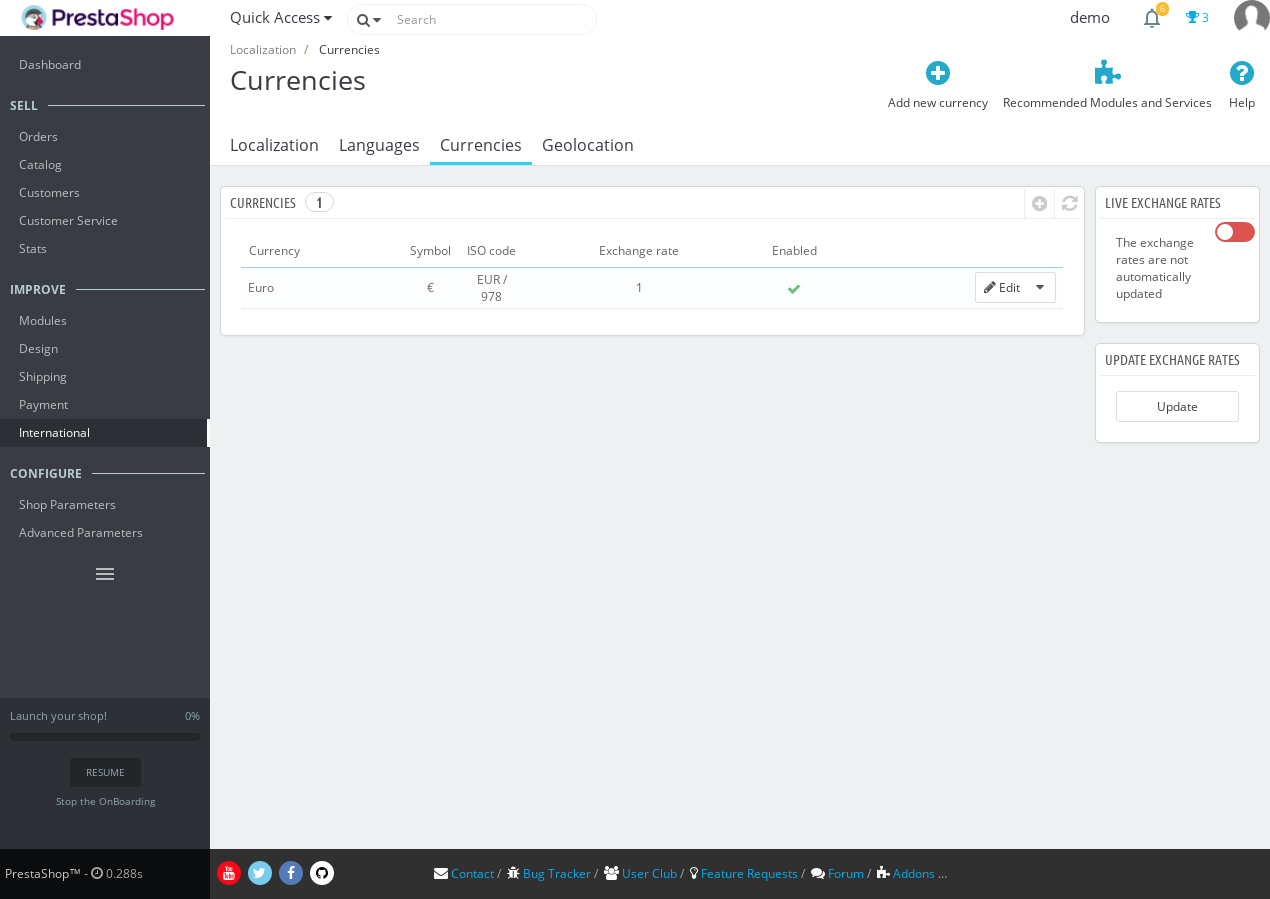 PrestaShop
Quick Access
Search
demo
6
3
Localization / Currencies
Currencies
Add new currency
Recommended Modules and Services
Help
Localization
Languages
Currencies
Geolocation
Dashboard
SELL
Orders
Catalog
Customers
Customer Service
Stats
IMPROVE
Modules
Design
Shipping
Payment
International
CONFIGURE
Shop Parameters
Advanced Parameters
Launch your shop! 0%
RESUME
Stop the OnBoarding
PrestaShop™ - 0.288s
CURRENCIES 1
Currency Symbol ISO code Exchange rate Enabled
Euro € EUR / 978 1 Edit
LIVE EXCHANGE RATES
The exchange
rates are not
automatically
updated
UPDATE EXCHANGE RATES
Update
Contact / Bug Tracker / User Club / Feature Requests / Forum / Addons ...